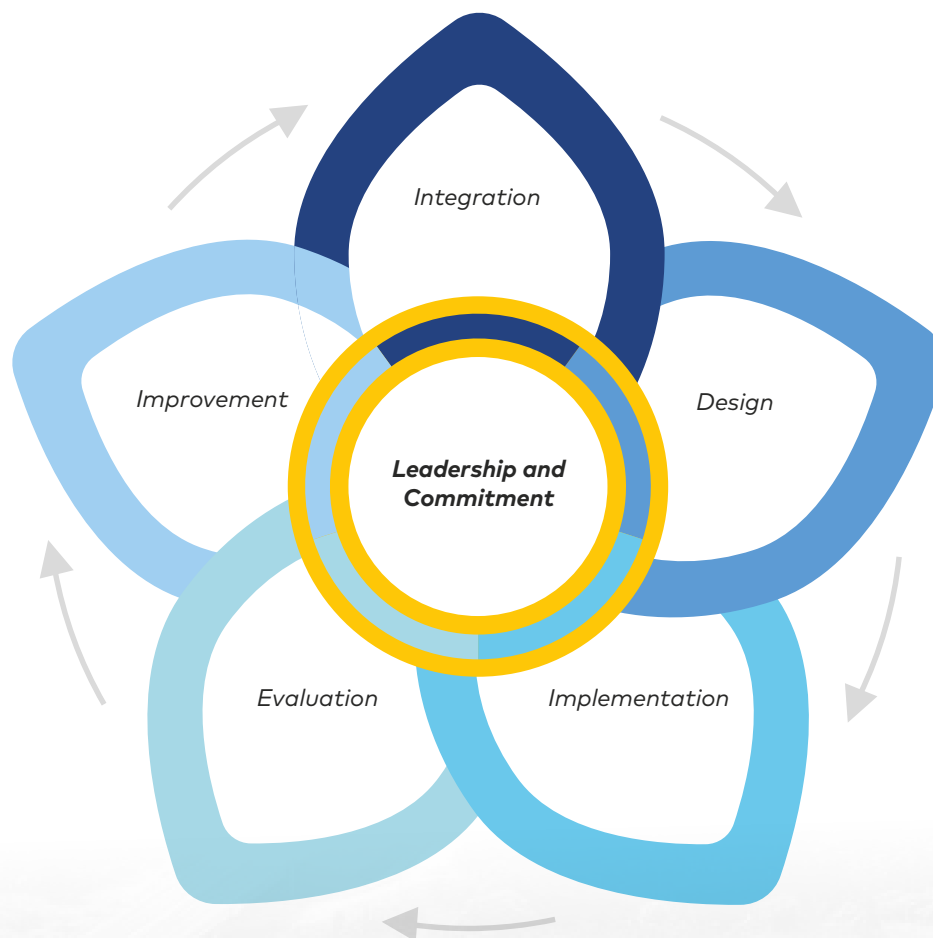 Integration
Improvement
Design
Leadership and
Commitment
Evaluation
Implementation